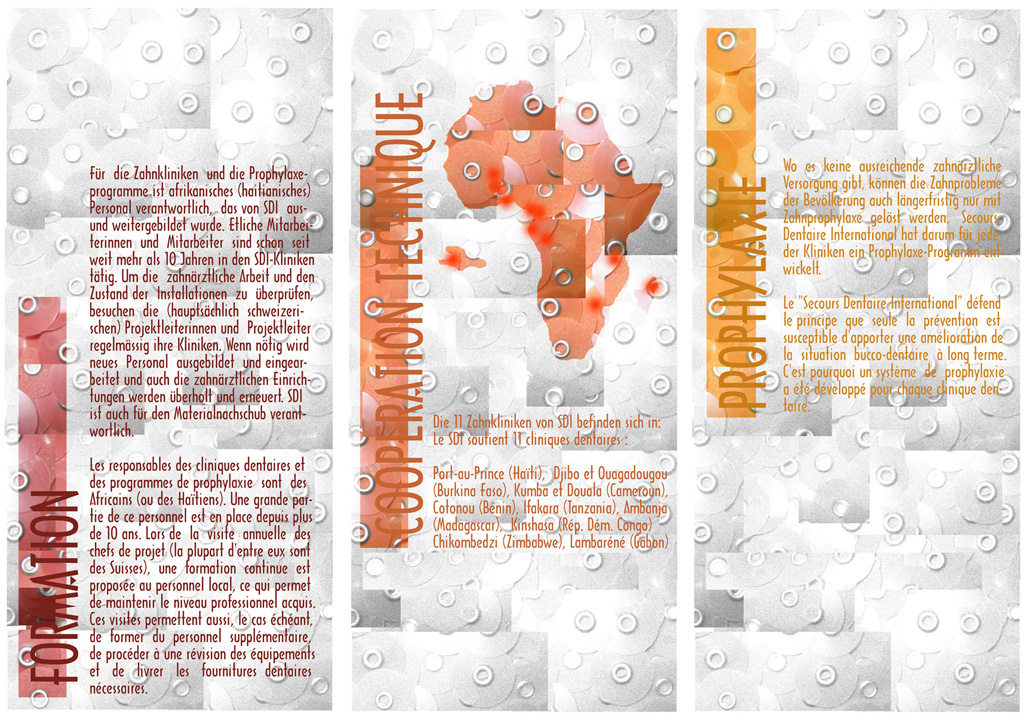 FORMATION
Für die Zahnkliniken und die Prophylaxe-
programme ist afrikanisches (haitianisches)
Personal verantwortlich, das von SDI aus-
und weitergebildet wurde. Etliche Mitarbei-
terinnen und Mitarbeiter sind schon seit
weit mehr als 10 Jahren in den SDI-Kliniken
tätig. Um die zahnärztliche Arbeit und den
Zustand der Installationen zu überprüfen,
besuchen die (hauptsächlich schweizeri-
schen) Projektleiterinnen und Projektleiter
regelmässig ihre Kliniken. Wenn nötig wird
neues Personal ausgebildet und eingear-
beitet und auch die zahnärztlichen Einrich-
tungen werden überholt und erneuert. SDI
ist auch für den Materialnachschub verant-
wortlich.
Les responsables des cliniques dentaires et
des programmes de prophylaxie sont des
Africains (ou des Haïtiens). Une grande par-
tie de ce personnel est en place depuis plus
de 10 ans. Lors de la visite annuelle des
chefs de projet (la plupart d'entre eux sont
des Suisses), une formation continue est
proposée au personnel local, ce qui permet
de maintenir le niveau professionnel acquis.
Ces visites permettent aussi, le cas échéant,
de former du personnel supplémentaire,
de procéder à une révision des équipements
et de livrer les fournitures dentaires
nécessaires.
COOPERATION TECHNIQUE
Die 11 Zahnkliniken von SDI befinden sich in:
Le SDI soutient 11 cliniques dentaires :
Port-au-Prince (Haïti), Djibo et Ouagadougou
(Burkina Faso), Kumba et Douala (Cameroun),
Cotonou (Bénin), Ifakara (Tanzania), Ambanja
(Madagascar), Kinshasa (Rép. Dém. Congo)
Chikombedzi (Zimbabwe), Lambaréné (Gabon)
PROPHYLAXIE
Wo es keine ausreichende zahnärztliche
Versorgung gibt, können die Zahnprobleme
der Bevölkerung auch längerfristig nur mit
Zahnprophylaxe gelöst werden. Secours
Dentaire International hat darum für jede
der Kliniken ein Prophylaxe-Programm ent-
wickelt.
Le "Secours Dentaire International" défend
le principe que seule la prévention est
susceptible d'apporter une amélioration de
la situation bucco-dentaire à long terme.
C'est pourquoi un système de prophylaxie
a été développé pour chaque clinique den-
taire.